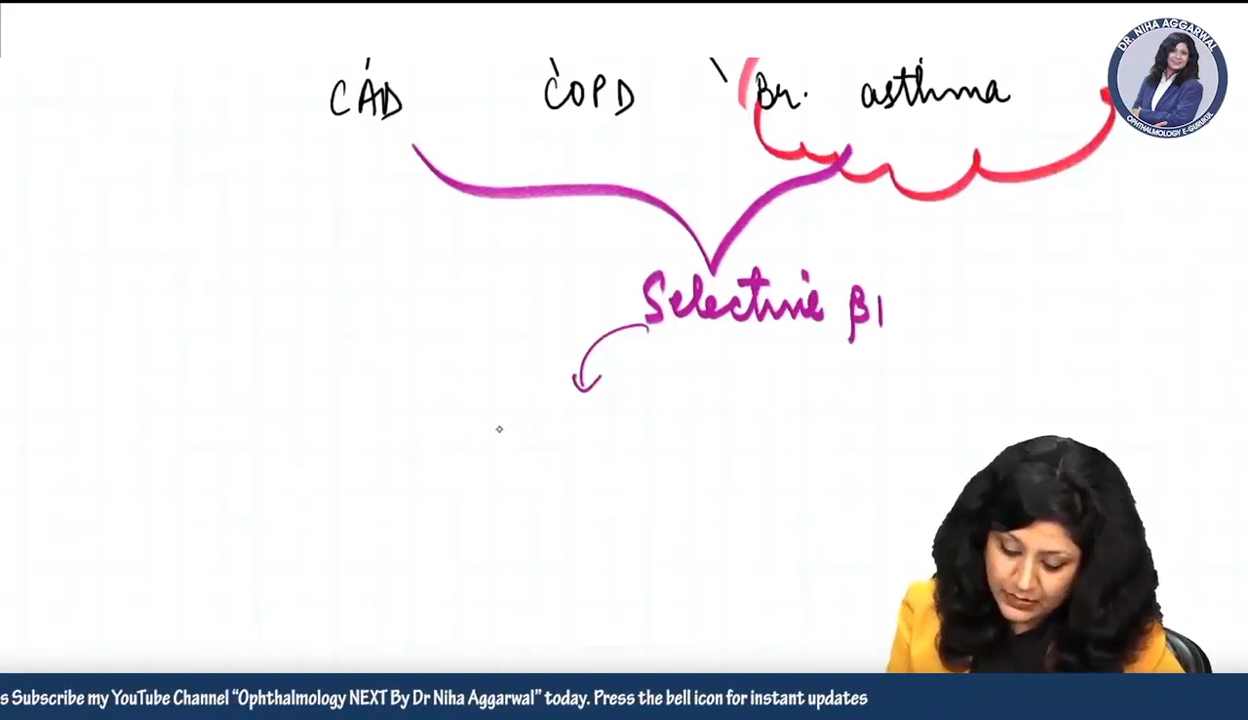 DR. NIHA AGGARWAL
OPHTHALMOLOGY E-GURUKUL
CAD COPD Br. asthma
Selective β1
s Subscribe my YouTube Channel “Ophthalmology NEXT By Dr Niha Aggarwal” today. Press the bell icon for instant updates